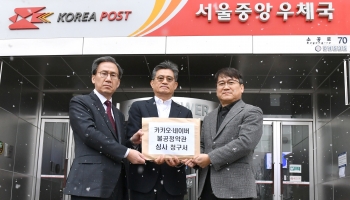 KOREA POST
서울중앙우체국
소공로 70
카카오·네이버
불공정약관
심사 청구서